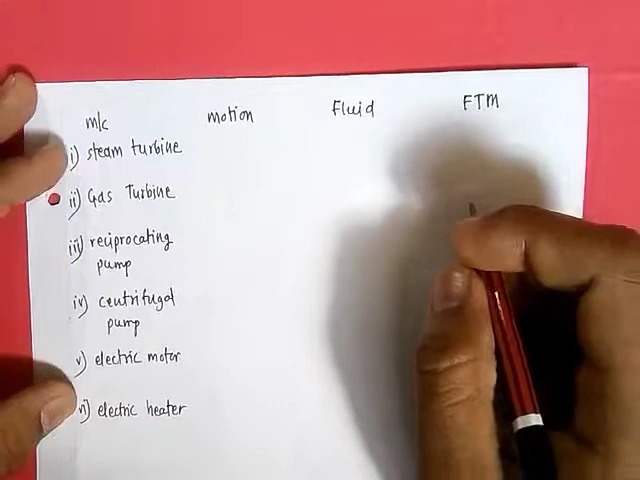 m/c motion Fluid FTM
i) steam turbine
ii) Gas Turbine
iii) reciprocating
pump
iv) centrifugal
pump
v) electric motor
vi) electric heater